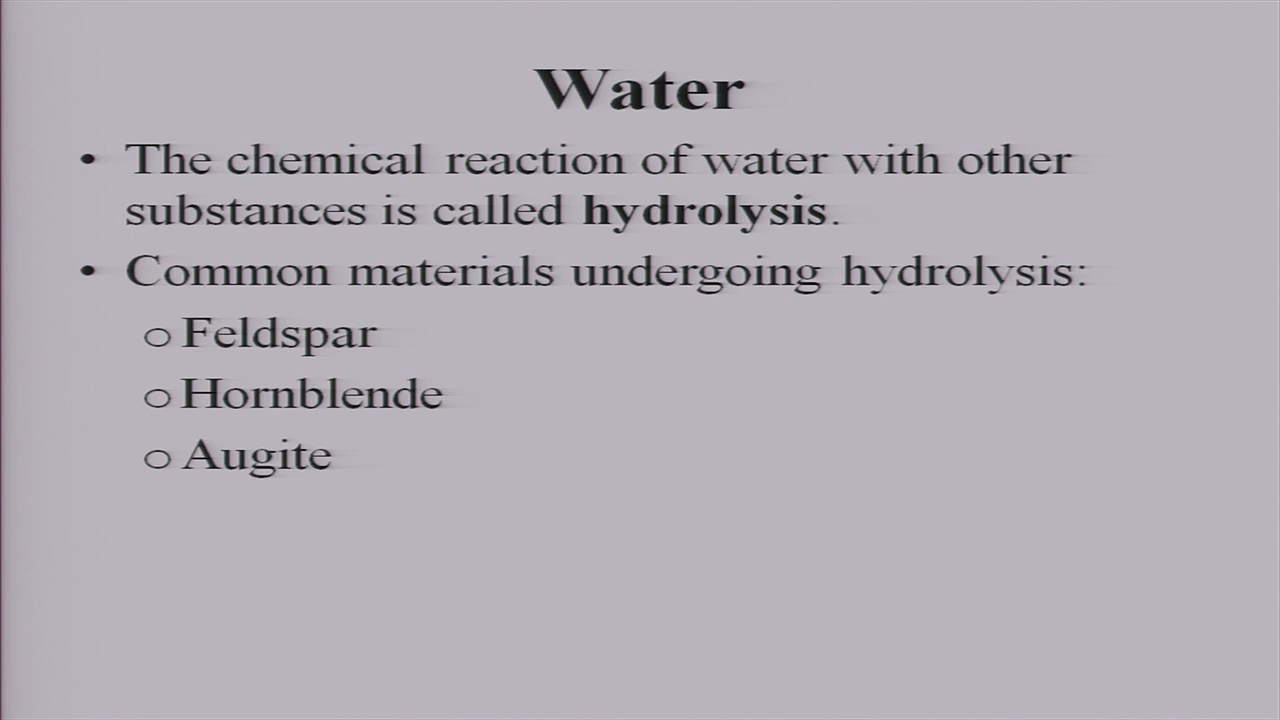 Water
• The chemical reaction of water with other
substances is called hydrolysis.
• Common materials undergoing hydrolysis:
o Feldspar
o Hornblende
o Augite